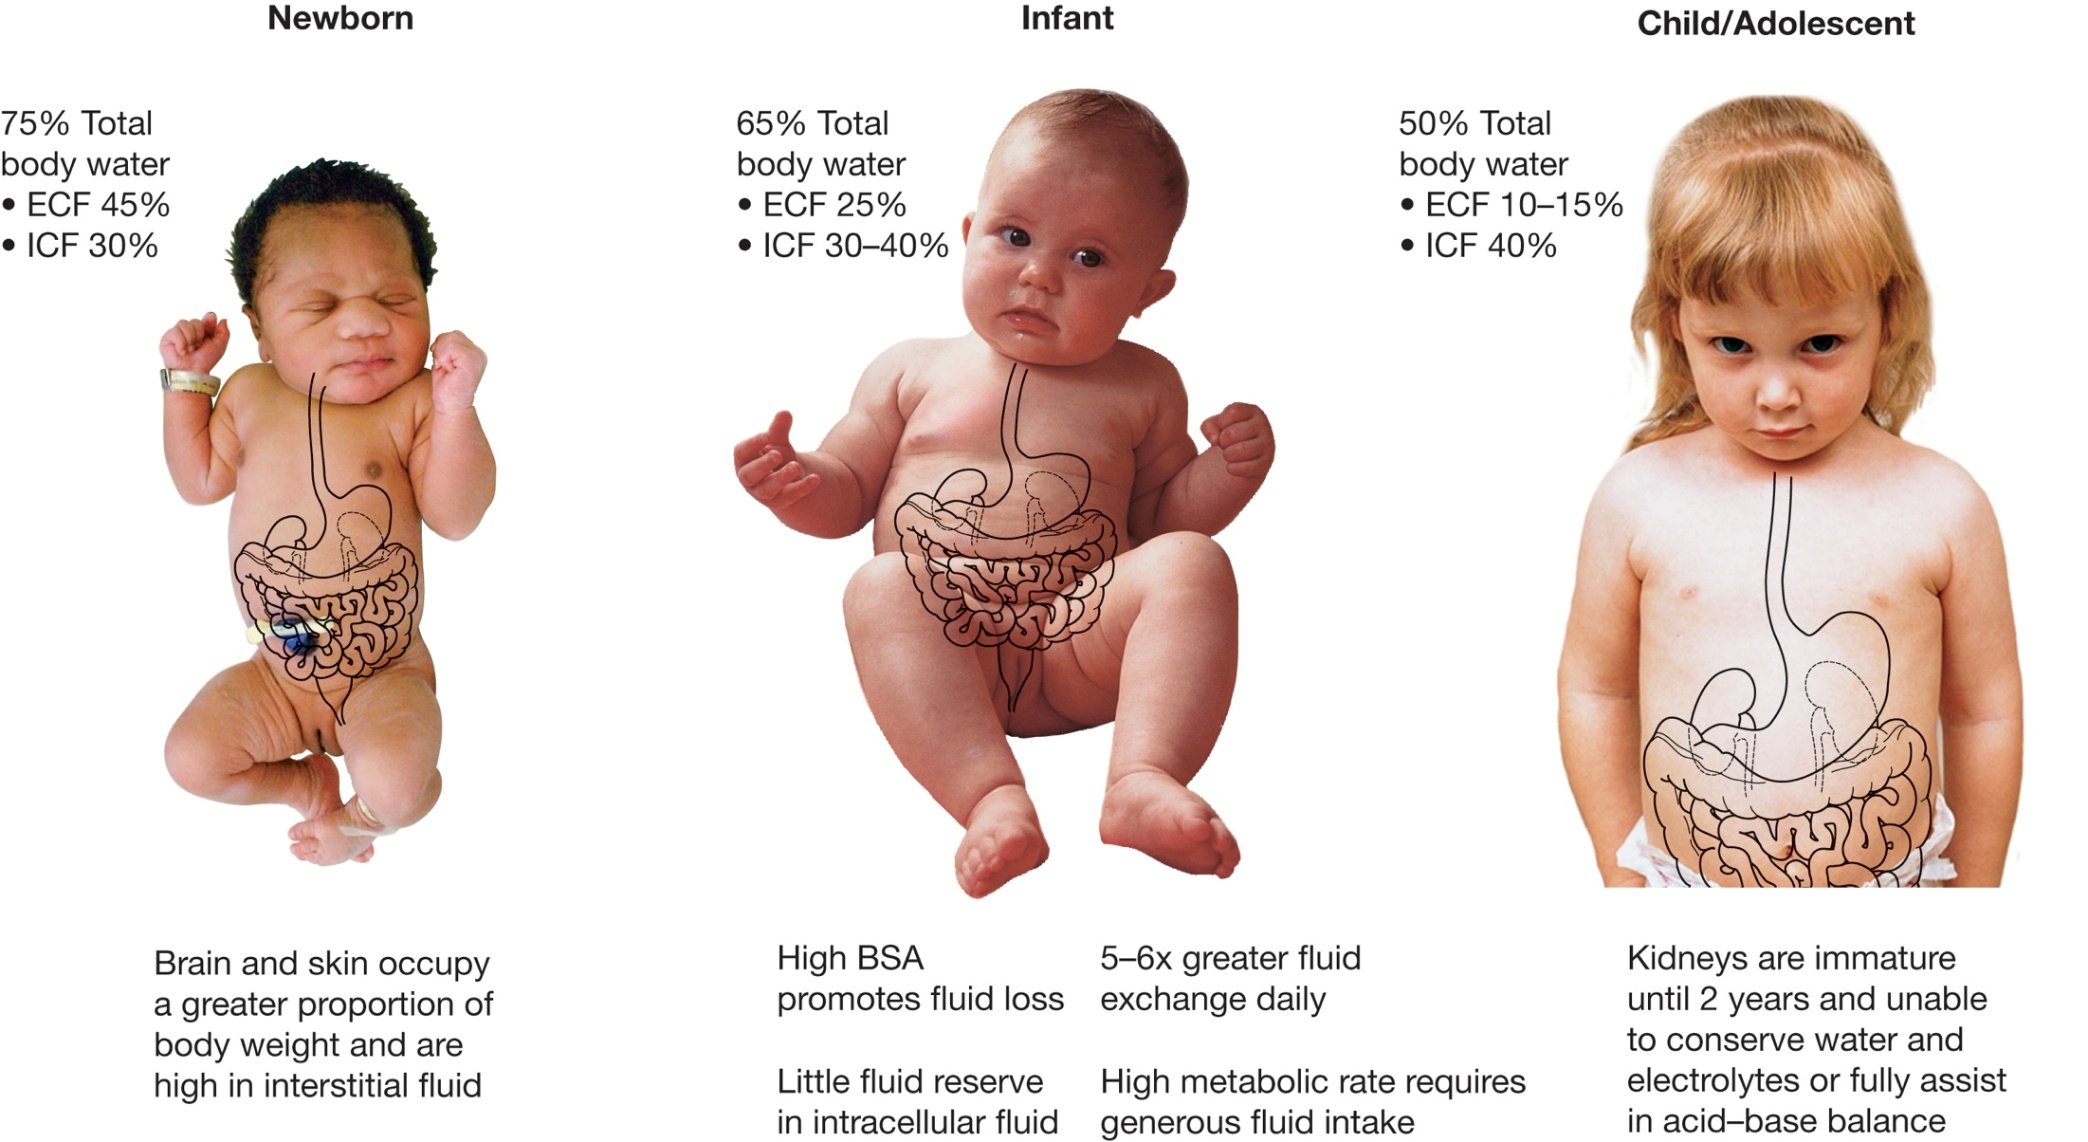 Newborn
75% Total
body water
• ECF 45%
• ICF 30%
Brain and skin occupy
a greater proportion of
body weight and are
high in interstitial fluid
Infant
65% Total
body water
• ECF 25%
• ICF 30–40%
High BSA
promotes fluid loss
Little fluid reserve
in intracellular fluid
5–6x greater fluid
exchange daily
High metabolic rate requires
generous fluid intake
Child/Adolescent
50% Total
body water
• ECF 10–15%
• ICF 40%
Kidneys are immature
until 2 years and unable
to conserve water and
electrolytes or fully assist
in acid–base balance